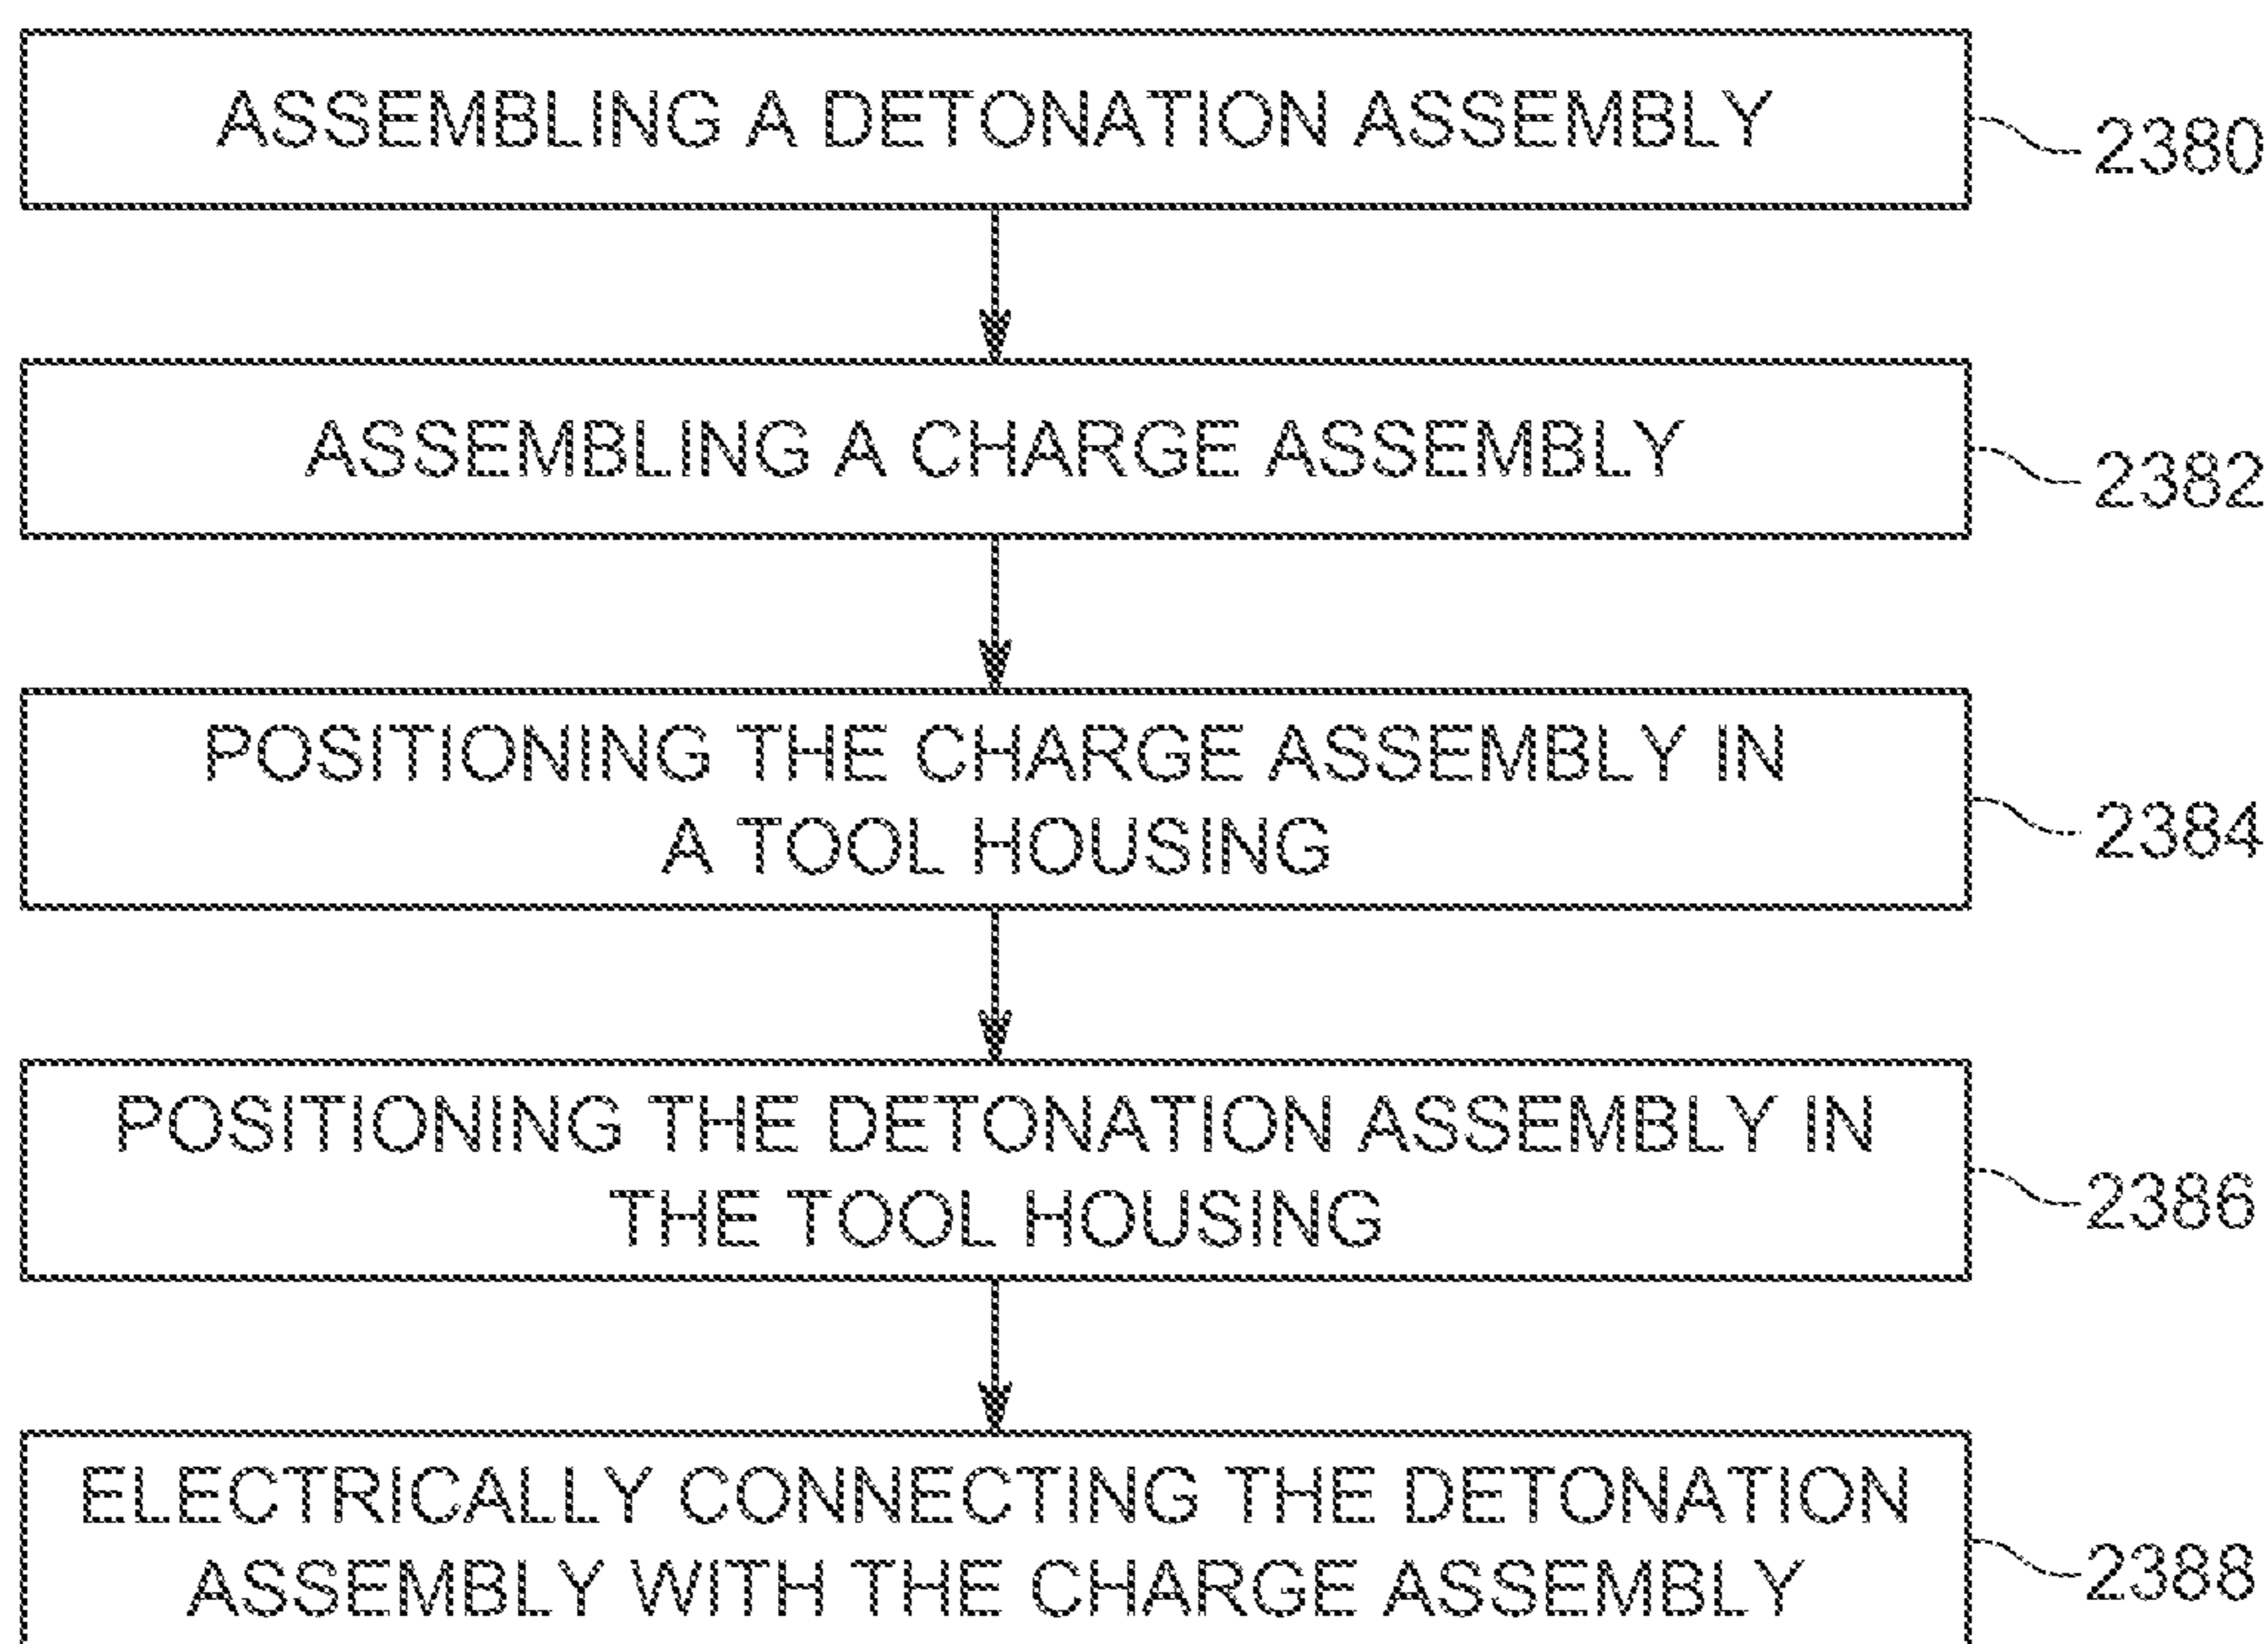 ASSEMBLING A DETONATION ASSEMBLY
2380
ASSEMBLING A CHARGE ASSEMBLY
2382
POSITIONING THE CHARGE ASSEMBLY IN
A TOOL HOUSING
2384
POSITIONING THE DETONATION ASSEMBLY IN
THE TOOL HOUSING
2386
ELECTRICALLY CONNECTING THE DETONATION
ASSEMBLY WITH THE CHARGE ASSEMBLY
2388